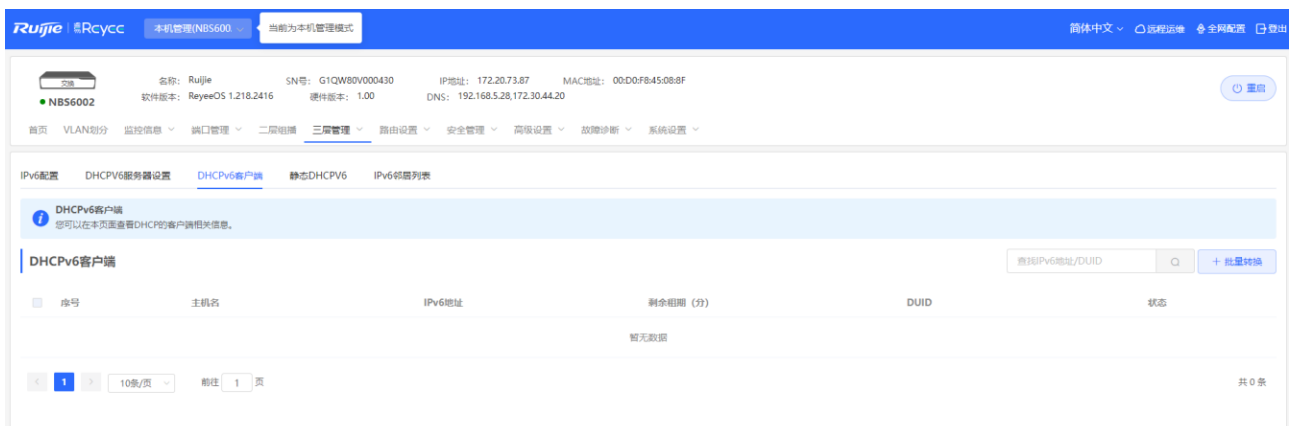 Ruijie | Rcycc 本机管理(NBS600. 当前为本机管理模式 简体中文 远程运维 全网配置 登出
交换 名称： Ruijie SN号： G1QW80V000430 IP地址： 172.20.73.87 MAC地址： 00:D0:F8:45:08:8F 重启
NBS6002 软件版本： ReyeeOS 1.218.2416 硬件版本： 1.00 DNS： 192.168.5.28,172.30.44.20
首页 VLAN划分 监控信息 端口管理 二层组播 三层管理 路由设置 安全管理 高级设置 故障诊断 系统设置
IPv6配置 DHCPV6服务器设置 DHCPv6客户端 静态DHCPV6 IPv6邻居列表
DHCPv6客户端
您可以在本页面查看DHCP的客户端相关信息。
DHCPv6客户端 查找IPv6地址/DUID + 批量转换
序号 主机名 IPv6地址 剩余租期（分） DUID 状态
暂无数据
< 1 > 10条/页 前往 1 页 共 0 条